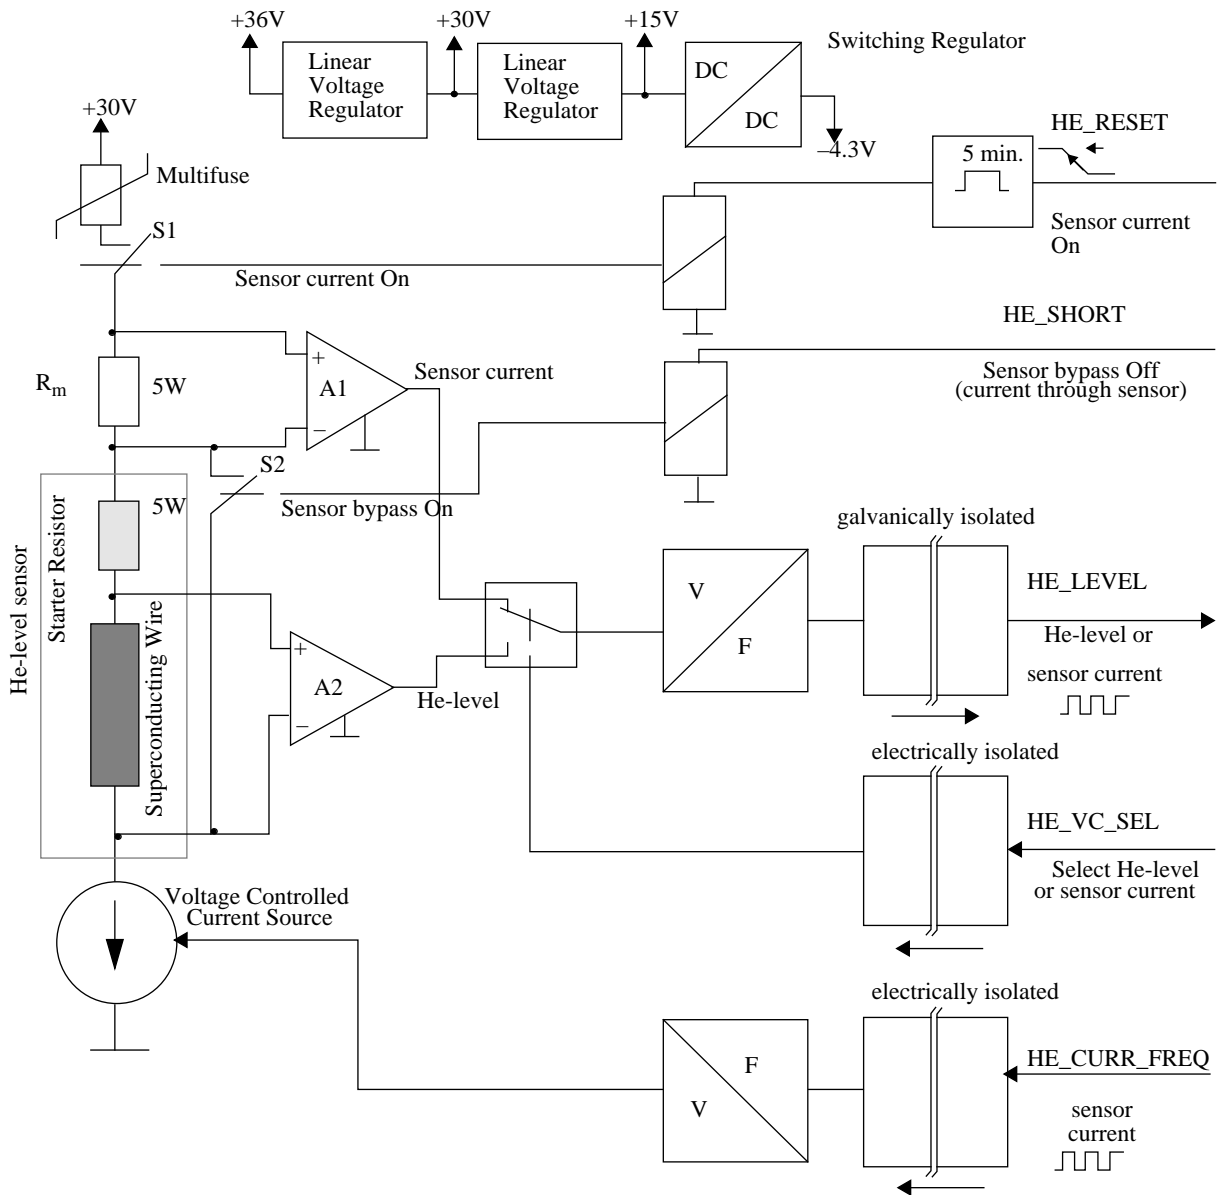 +36V
+30V
+15V
Switching Regulator
Linear
Voltage
Regulator
Linear
Voltage
Regulator
DC
DC
–4.3V
+30V
Multifuse
S1
HE_RESET
5 min.
Sensor current
On
Sensor current On
HE_SHORT
Sensor bypass Off
(current through sensor)
Rm
5W
+
A1
–
Sensor current
S2
Sensor bypass On
He-level sensor
Starter Resistor
5W
Superconducting Wire
+
A2
–
He-level
V
F
galvanically isolated
HE_LEVEL
He-level or
sensor current
electrically isolated
HE_VC_SEL
Select He-level
or sensor current
Voltage Controlled
Current Source
electrically isolated
F
V
HE_CURR_FREQ
sensor
current